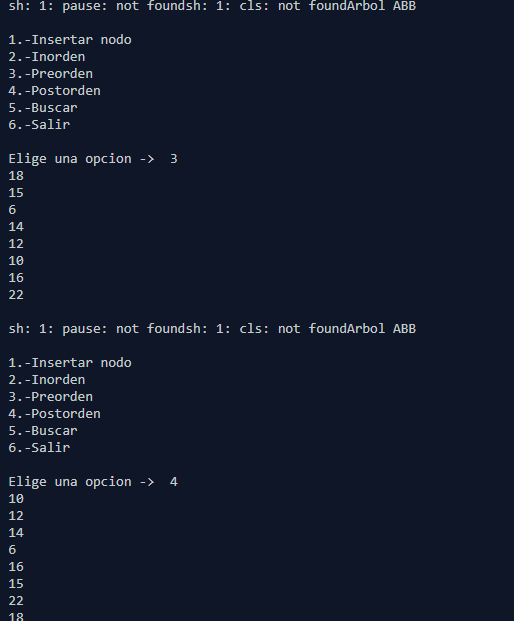 sh: 1: pause: not foundsh: 1: cls: not foundArbol ABB
1.-Insertar nodo
2.-Inorden
3.-Preorden
4.-Postorden
5.-Buscar
6.-Salir
Elige una opcion ->  3
18
15
6
14
12
10
16
22
sh: 1: pause: not foundsh: 1: cls: not foundArbol ABB
1.-Insertar nodo
2.-Inorden
3.-Preorden
4.-Postorden
5.-Buscar
6.-Salir
Elige una opcion ->  4
10
12
14
6
16
15
22
18